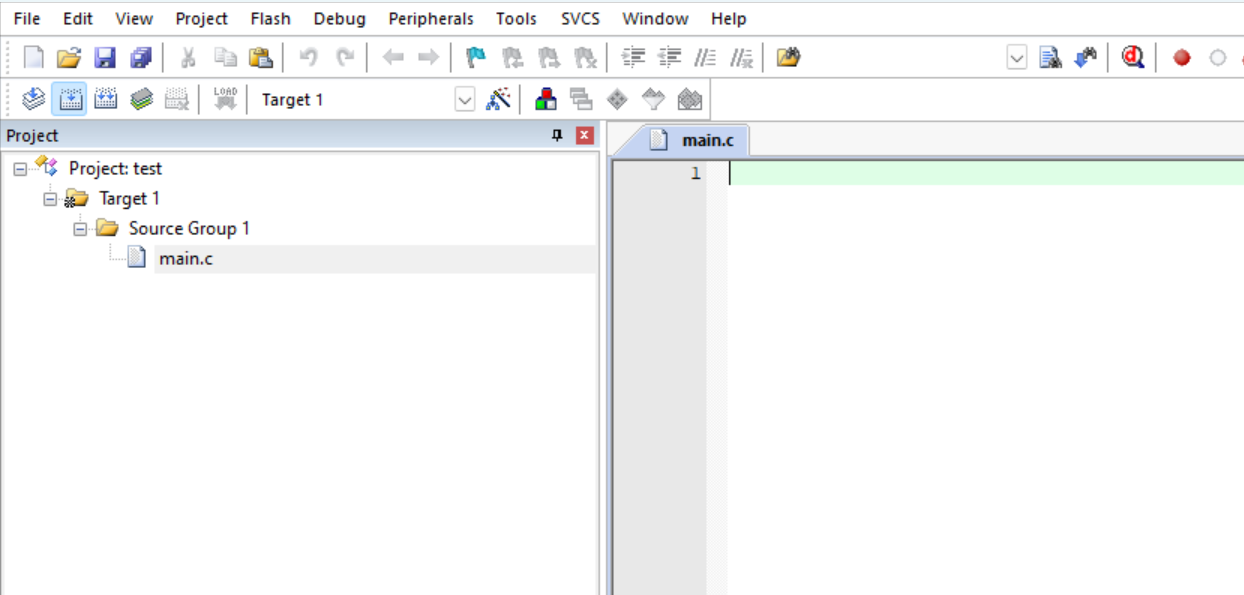 File Edit View Project Flash Debug Peripherals Tools SVCS Window Help
LOAD Target 1
Project
main.c
Project: test
1
Target 1
Source Group 1
main.c